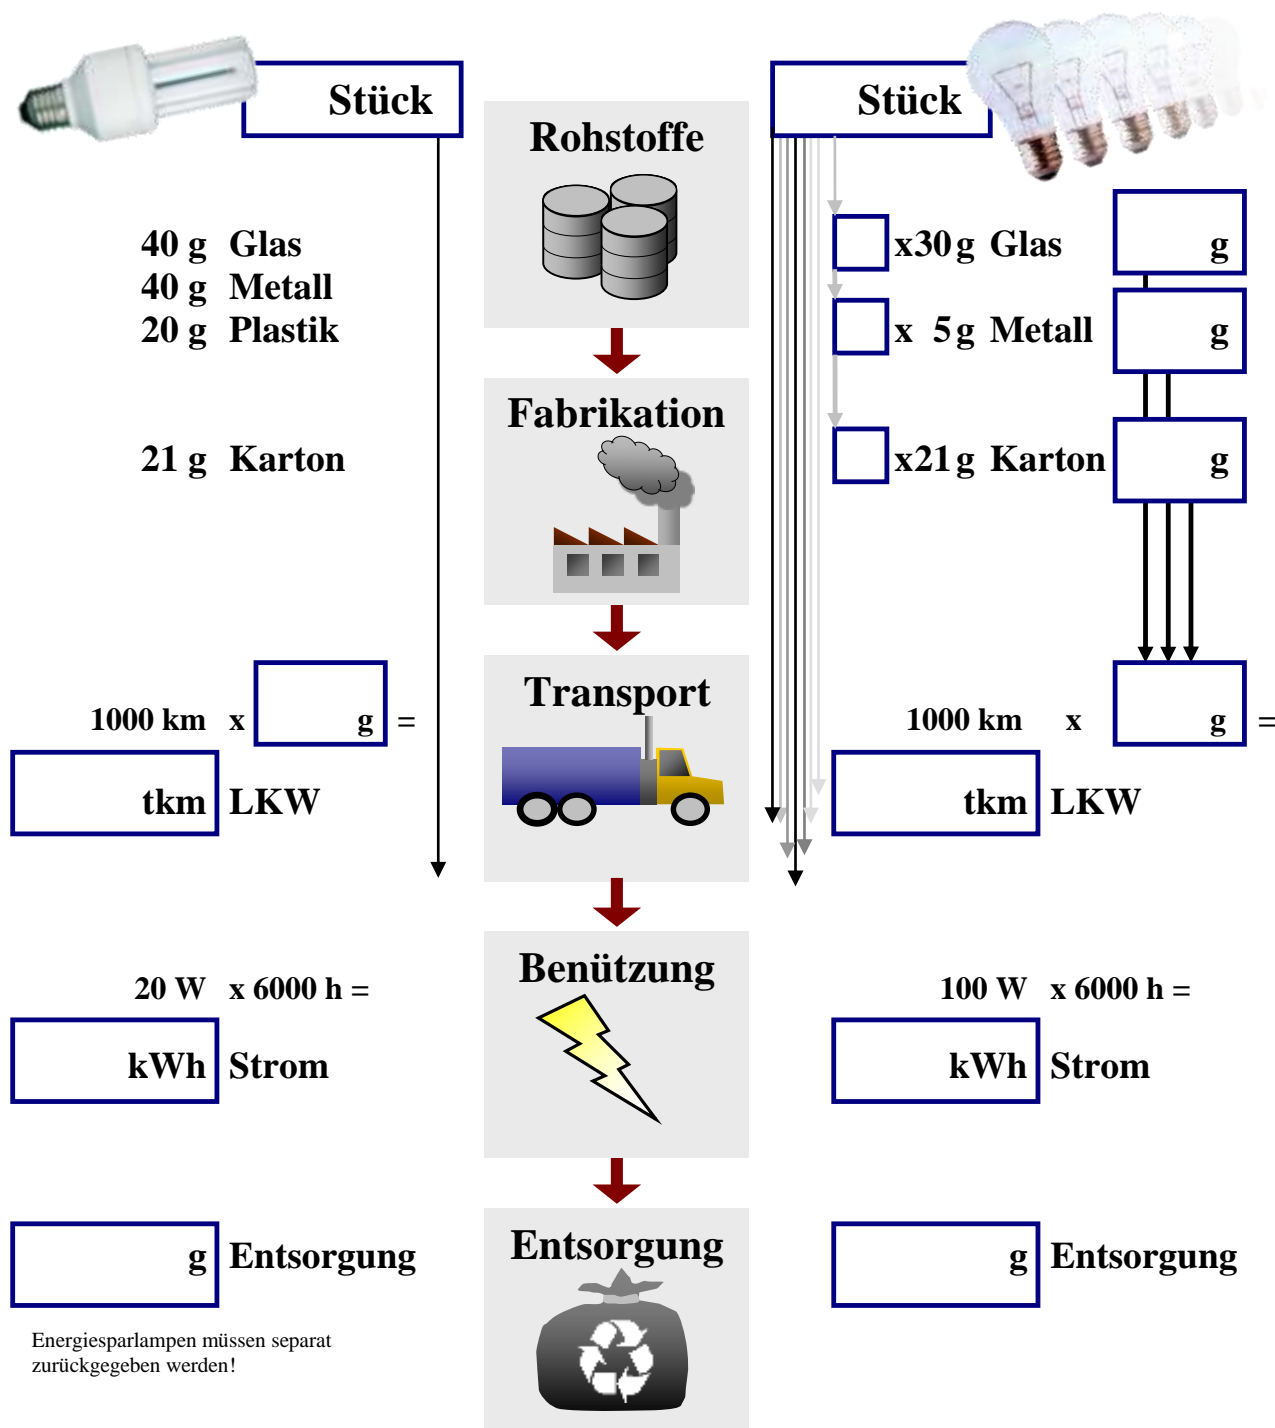 Stück
Stück
Rohstoffe
40 g Glas
40 g Metall
20 g Plastik
x30 g Glas g
x 5 g Metall g
Fabrikation
21 g Karton
x21 g Karton g
Transport
1000 km x g =
tkm LKW
1000 km x g =
tkm LKW
Benützung
20 W x 6000 h =
kWh Strom
100 W x 6000 h =
kWh Strom
Entsorgung
g Entsorgung
g Entsorgung
Energiesparlampen müssen separat
zurückgegeben werden!